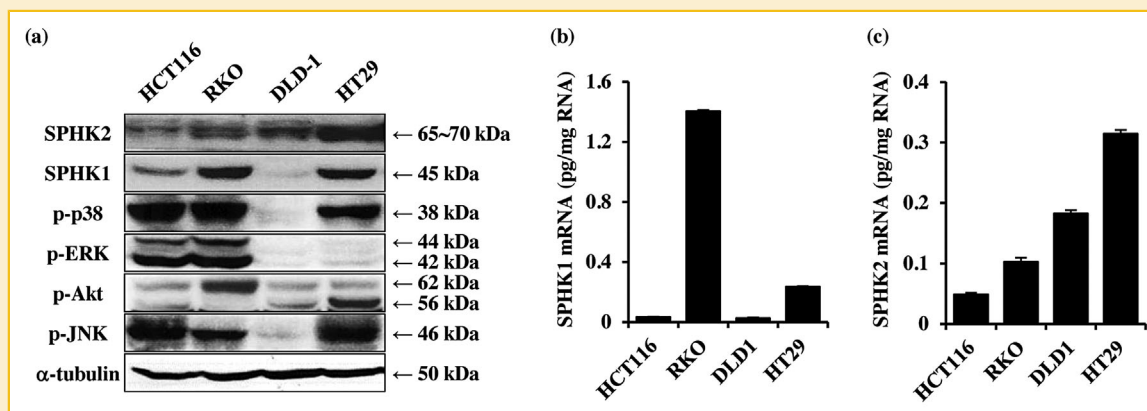 (a)
HCT116 RKO DLD-1 HT29
SPHK2 ← 65~70 kDa
SPHK1 ← 45 kDa
p-p38 ← 38 kDa
p-ERK ← 44 kDa
← 42 kDa
p-Akt ← 62 kDa
← 56 kDa
p-JNK ← 46 kDa
α-tubulin ← 50 kDa
(b)
SPHK1 mRNA (pg/mg RNA)
1.6
1.2
0.8
0.4
0
HCT116 RKO DLD1 HT29
(c)
SPHK2 mRNA (pg/mg RNA)
0.4
0.3
0.2
0.1
0
HCT116 RKO DLD1 HT29